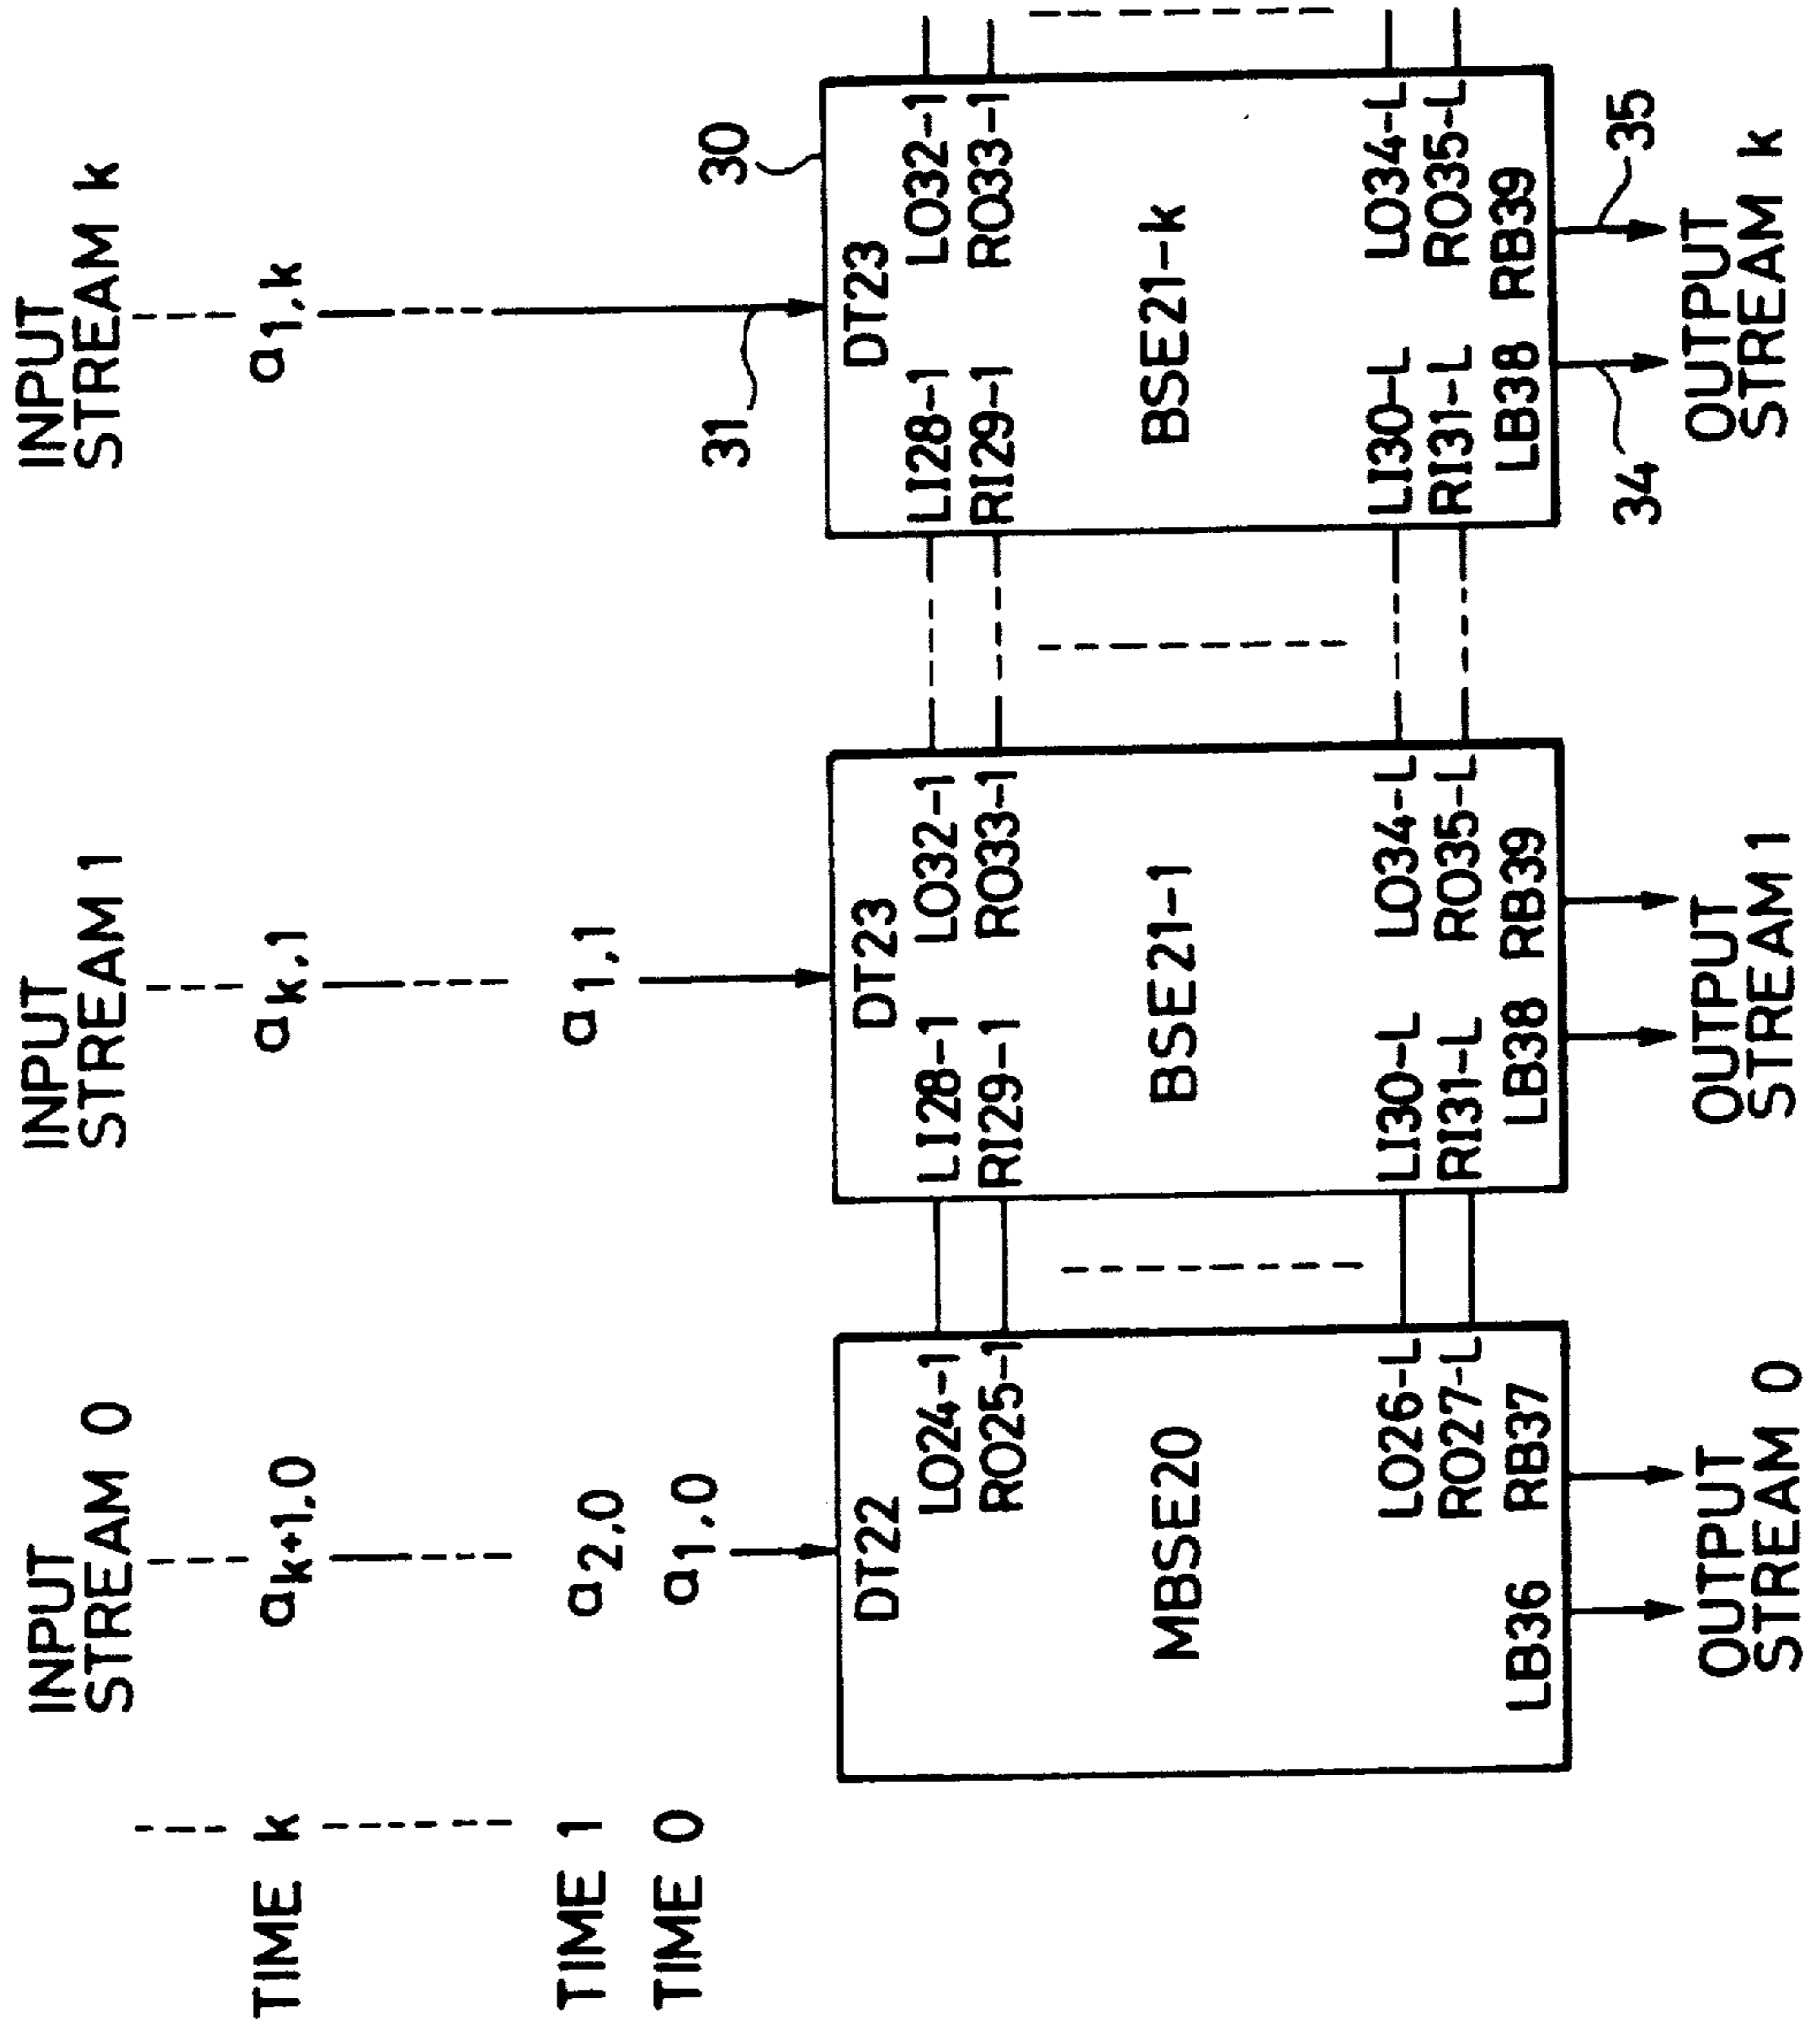 INPUT STREAM 0
INPUT STREAM 1
INPUT STREAM k
TIME k
ak+1,0
ak,1
a1,k
TIME 1
a2,0
a1,1
TIME 0
a1,0
31
30
DT22
DT23
DT23
LO24-1
LI28-1 LO32-1
LI28-1 LO32-1
RO25-1
RI29-1 RO33-1
RI29-1 RO33-1
MBSE20
BSE21-1
BSE21-k
LO26-L
LI30-L LO34-L
LI30-L LO34-L
RO27-L
RI31-L RO35-L
RI31-L RO35-L
LB36 RB37
LB38 RB39
LB38 RB39
34
35
OUTPUT STREAM 0
OUTPUT STREAM 1
OUTPUT STREAM k